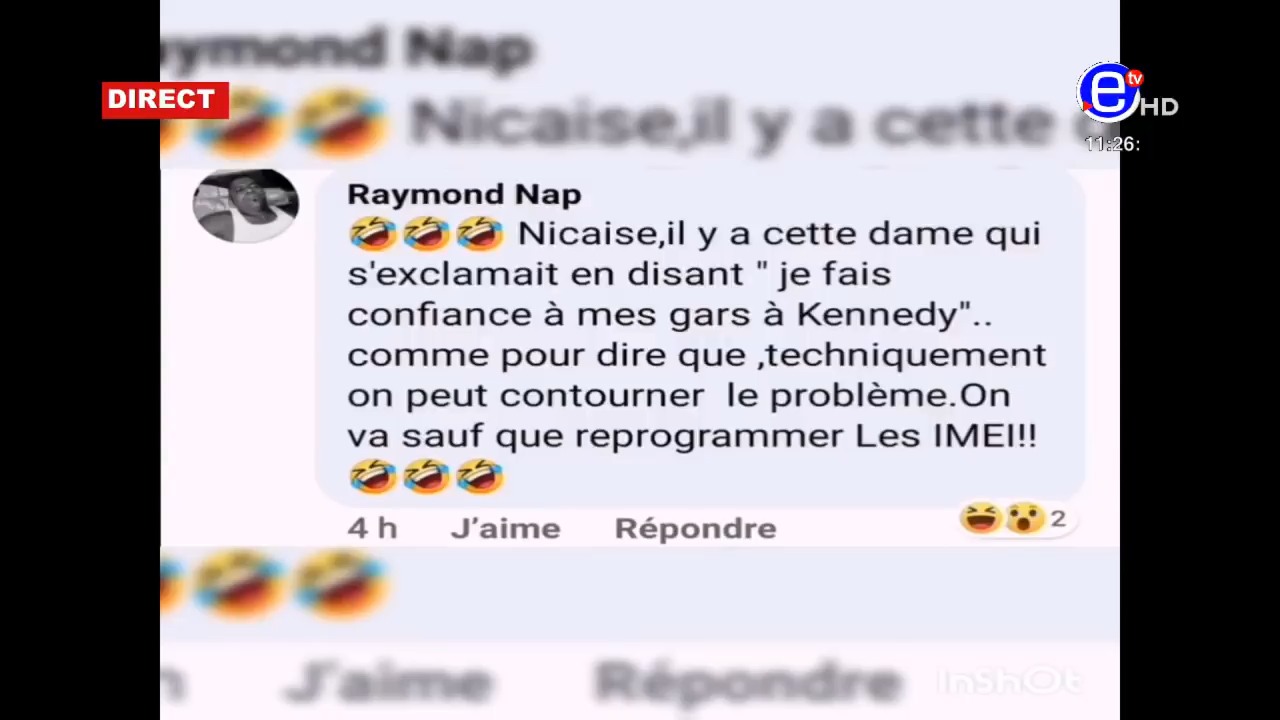 aymond Nap
DIRECT
e tv HD
11:26:
🤣🤣🤣 Nicaise,il y a cette
Raymond Nap
🤣🤣🤣 Nicaise,il y a cette dame qui
s'exclamait en disant " je fais
confiance à mes gars à Kennedy"..
comme pour dire que ,techniquement
on peut contourner  le problème.On
va sauf que reprogrammer Les IMEI!!
🤣🤣🤣
4 h J'aime Répondre 😆😮 2
🤣🤣🤣
h J'aime Répondre InShOt